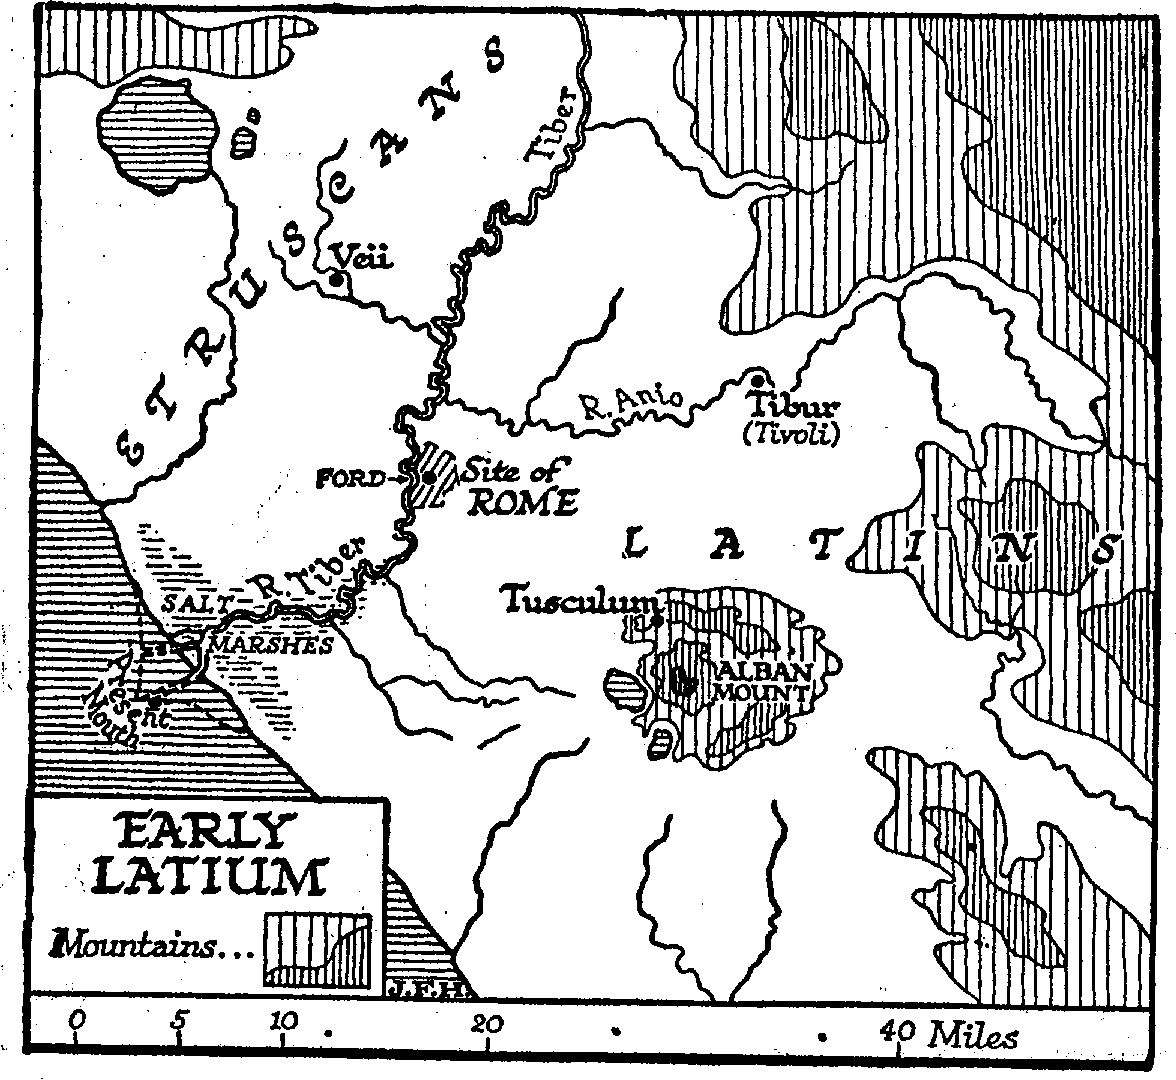 ETRUSCANS
Tiber
Veii
R. Anio
Tibur
(Tivoli)
FORD
Site of
ROME
LATINS
R. Tiber
SALT
MARSHES
Tusculum
ALBAN
MOUNT
Present
Mouth
EARLY
LATIUM
Mountains...
J.F.H.
0 5 10 20 40 Miles